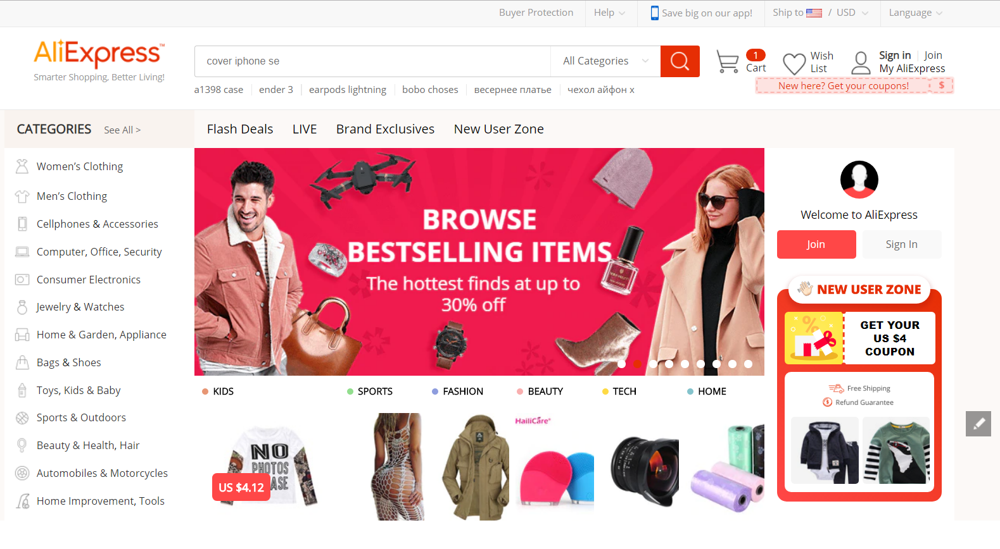 Buyer Protection
Help
Save big on our app!
Ship to / USD
Language
AliExpress™
Smarter Shopping, Better Living!
cover iphone se
All Categories
1
Cart
Wish
List
Sign in Join
My AliExpress
New here? Get your coupons! $
a1398 case
ender 3
earpods lightning
bobo choses
весернее платье
чехол айфон x
CATEGORIES See All >
Flash Deals
LIVE
Brand Exclusives
New User Zone
Women's Clothing
Men's Clothing
Cellphones & Accessories
Computer, Office, Security
Consumer Electronics
Jewelry & Watches
Home & Garden, Appliance
Bags & Shoes
Toys, Kids & Baby
Sports & Outdoors
Beauty & Health, Hair
Automobiles & Motorcycles
Home Improvement, Tools
BROWSE
BESTSELLING ITEMS
The hottest finds at up to
30% off
KIDS
SPORTS
FASHION
BEAUTY
TECH
HOME
NO
PHOTOS
US $4.12
HailiCare®
Welcome to AliExpress
Join
Sign In
NEW USER ZONE
%
GET YOUR
US $4
COUPON
Free Shipping
$ Refund Guarantee